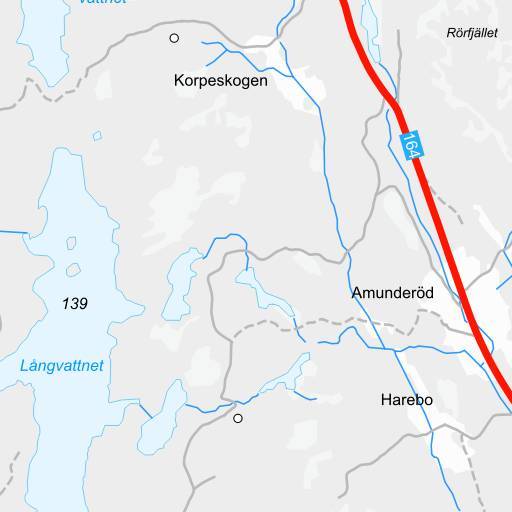 vattnet
Rörfjället
Korpeskogen
164
Amunderöd
139
Långvattnet
Harebo